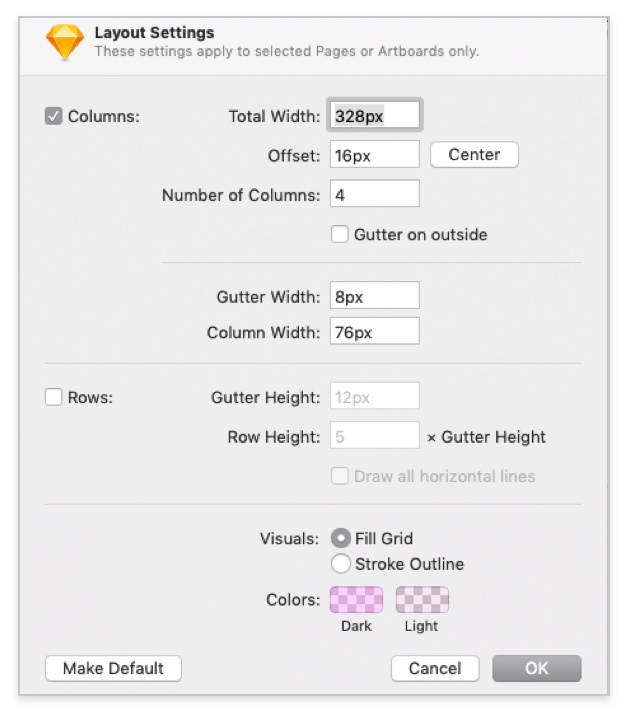 Layout Settings
These settings apply to selected Pages or Artboards only.
Columns: Total Width: 328px
Offset: 16px Center
Number of Columns: 4
Gutter on outside
Gutter Width: 8px
Column Width: 76px
Rows: Gutter Height: 12px
Row Height: 5 × Gutter Height
Draw all horizontal lines
Visuals: Fill Grid
Stroke Outline
Colors:
Dark Light
Make Default Cancel OK